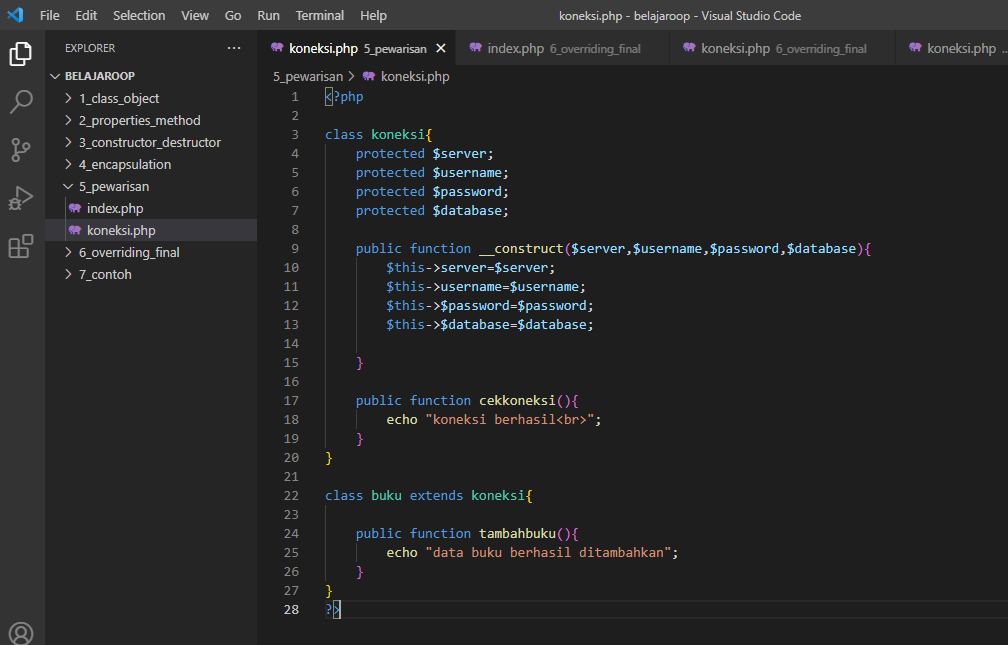 File Edit Selection View Go Run Terminal Help koneksi.php - belajaroop - Visual Studio Code
EXPLORER ···
koneksi.php 5_pewarisan × index.php 6_overriding_final koneksi.php 6_overriding_final koneksi.php ...
BELAJAROOP
1_class_object
2_properties_method
3_constructor_destructor
4_encapsulation
5_pewarisan
index.php
koneksi.php
6_overriding_final
7_contoh
5_pewarisan > koneksi.php
1 <?php
2
3 class koneksi{
4 protected $server;
5 protected $username;
6 protected $password;
7 protected $database;
8
9 public function __construct($server,$username,$password,$database){
10 $this->server=$server;
11 $this->username=$username;
12 $this->$password=$password;
13 $this->$database=$database;
14
15 }
16
17 public function cekkoneksi(){
18 echo "koneksi berhasil<br>";
19 }
20 }
21
22 class buku extends koneksi{
23
24 public function tambahbuku(){
25 echo "data buku berhasil ditambahkan";
26 }
27 }
28 ?>